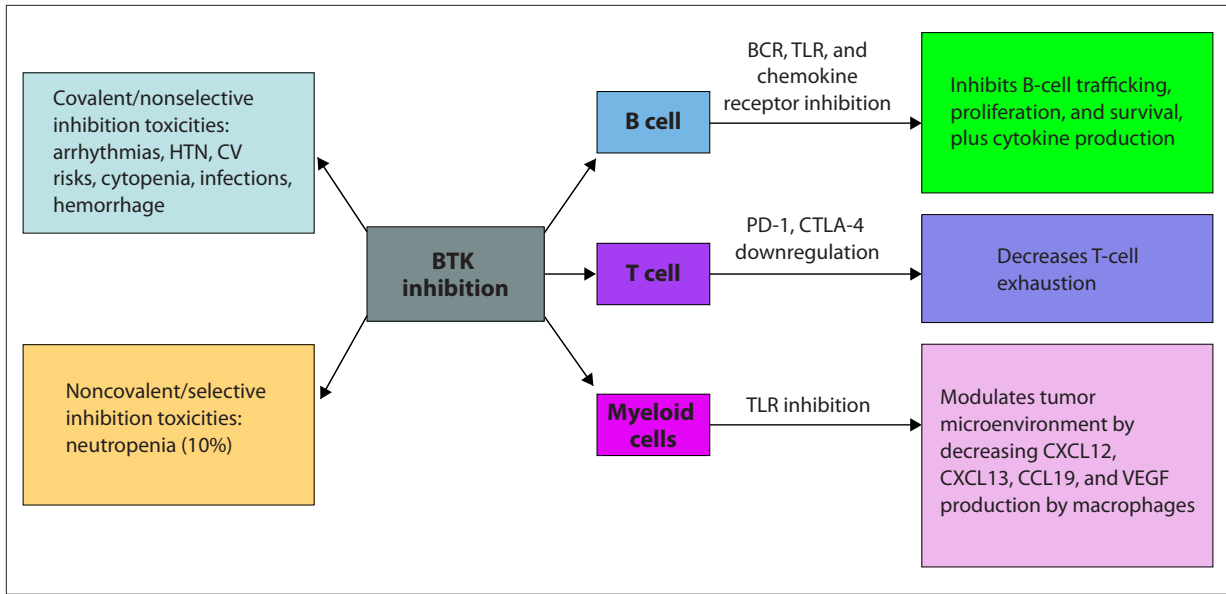 Covalent/nonselective
inhibition toxicities:
arrhythmias, HTN, CV
risks, cytopenia, infections,
hemorrhage
Noncovalent/selective
inhibition toxicities:
neutropenia (10%)
BTK
inhibition
B cell
BCR, TLR, and
chemokine
receptor inhibition
Inhibits B-cell trafficking,
proliferation, and survival,
plus cytokine production
T cell
PD-1, CTLA-4
downregulation
Decreases T-cell
exhaustion
Myeloid
cells
TLR inhibition
Modulates tumor
microenvironment by
decreasing CXCL12,
CXCL13, CCL19, and VEGF
production by macrophages